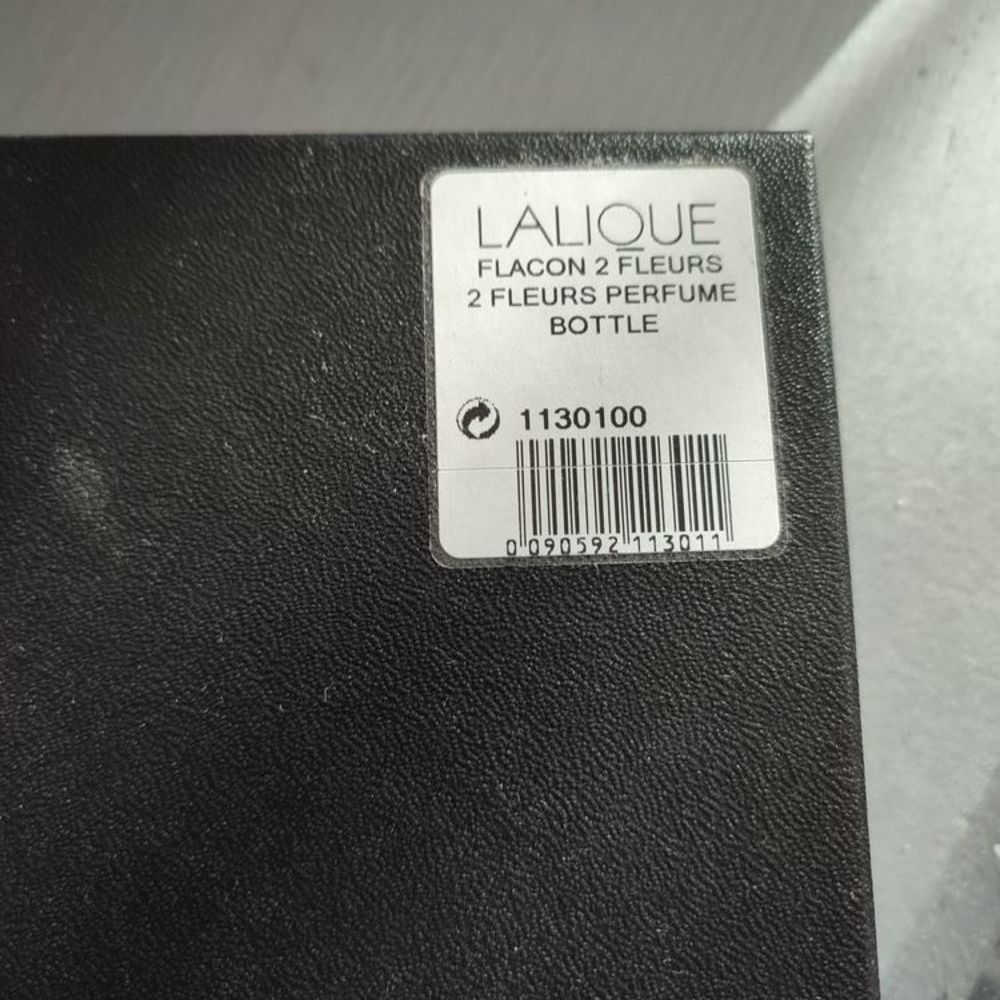 LALIQUE
FLACON 2 FLEURS
2 FLEURS PERFUME
BOTTLE
1130100
0 090592 113011